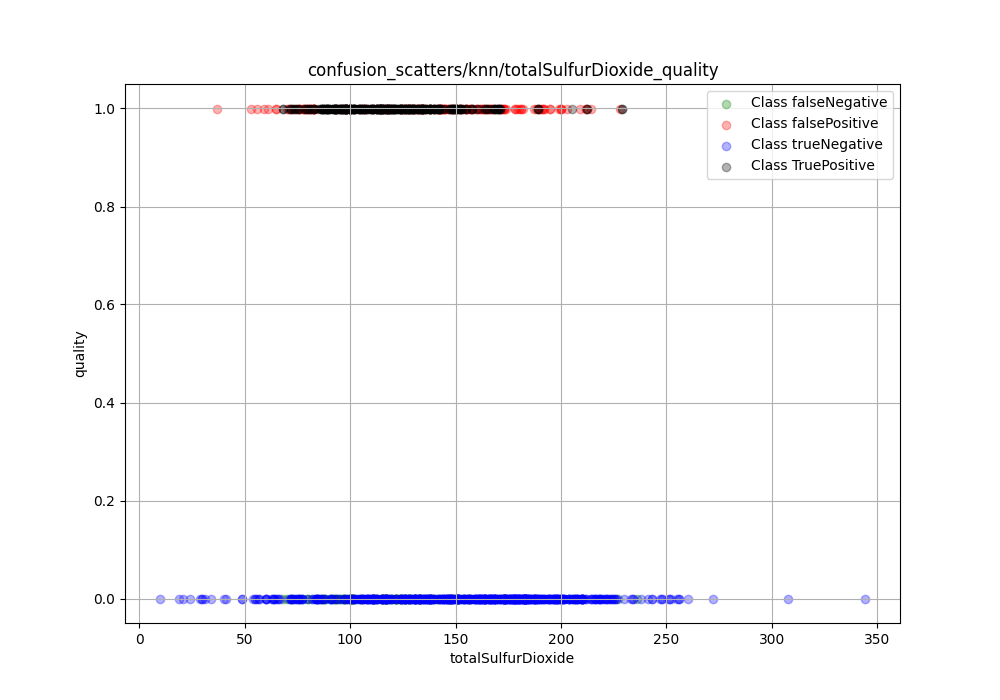 confusion_scatters/knn/totalSulfurDioxide_quality
Class falseNegative
Class falsePositive
Class trueNegative
Class TruePositive
1.0
0.8
0.6
0.4
0.2
0.0
quality
0 50 100 150 200 250 300 350
totalSulfurDioxide